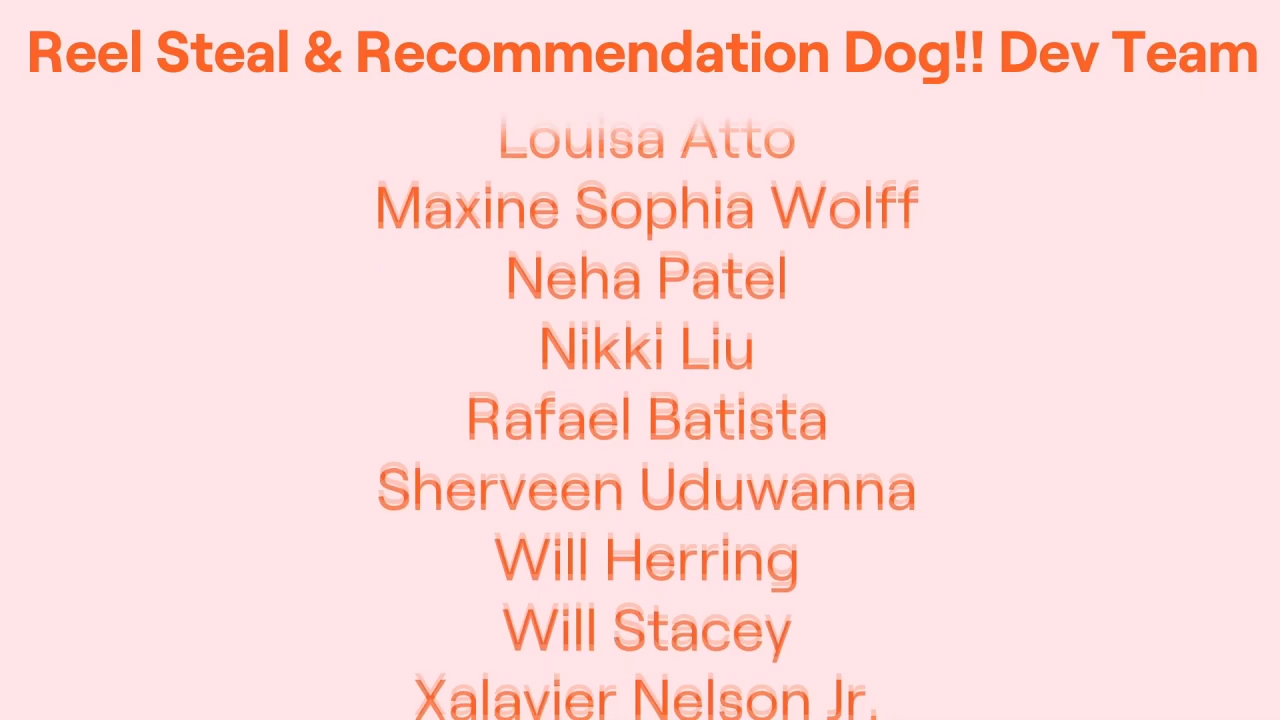 Reel Steal & Recommendation Dog!! Dev Team
Louisa Atto
Maxine Sophia Wolff
Neha Patel
Nikki Liu
Rafael Batista
Sherveen Uduwanna
Will Herring
Will Stacey
Xalavier Nelson Jr.